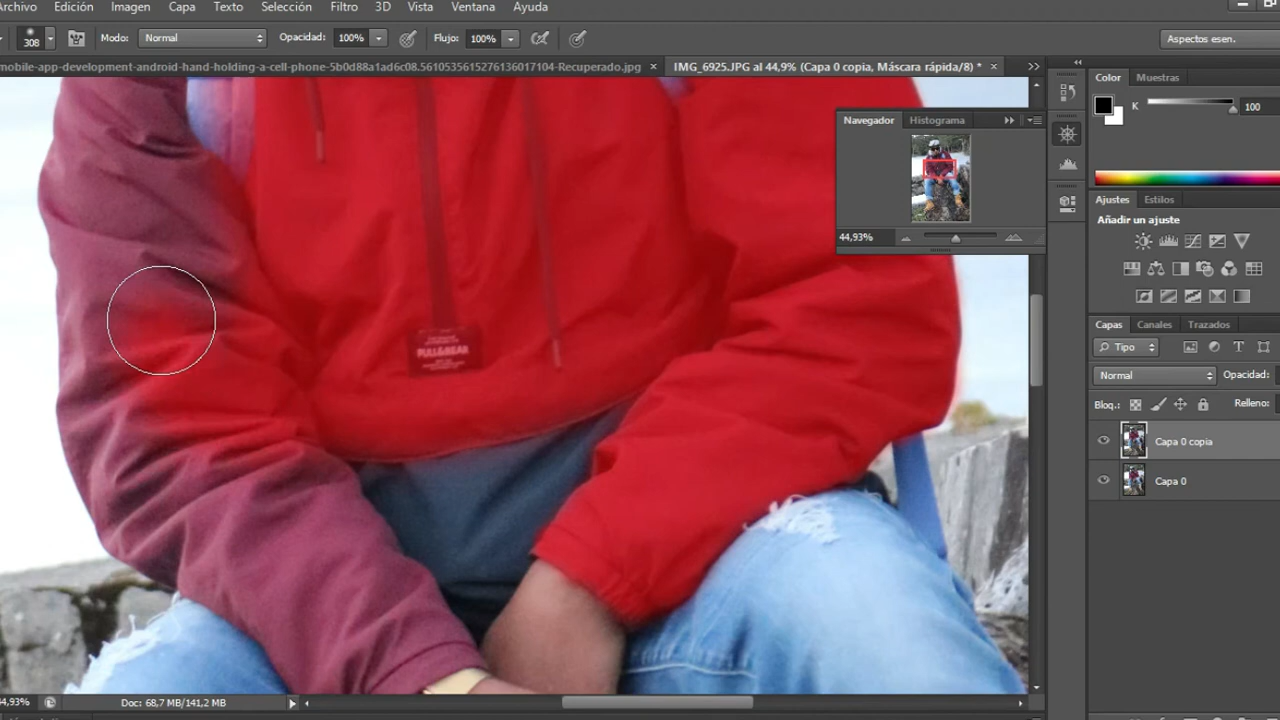 Archivo Edición Imagen Capa Texto Selección Filtro 3D Vista Ventana Ayuda
308 Modo: Normal Opacidad: 100% Flujo: 100% Aspectos esen.
mobile-app-development-android-hand-holding-a-cell-phone-5b0d88a1ad6c08.5610535615276136017104-Recuperado.jpg × IMG_6925.JPG al 44,9% (Capa 0 copia, Máscara rápida/8) * ×
Color Muestras
K 100
Navegador Histograma
44,93%
Ajustes Estilos
Añadir un ajuste
Capas Canales Trazados
Tipo
Normal Opacidad:
Bloq.: Relleno:
Capa 0 copia
Capa 0
PULL&BEAR
44,93% Doc: 68,7 MB/141,2 MB